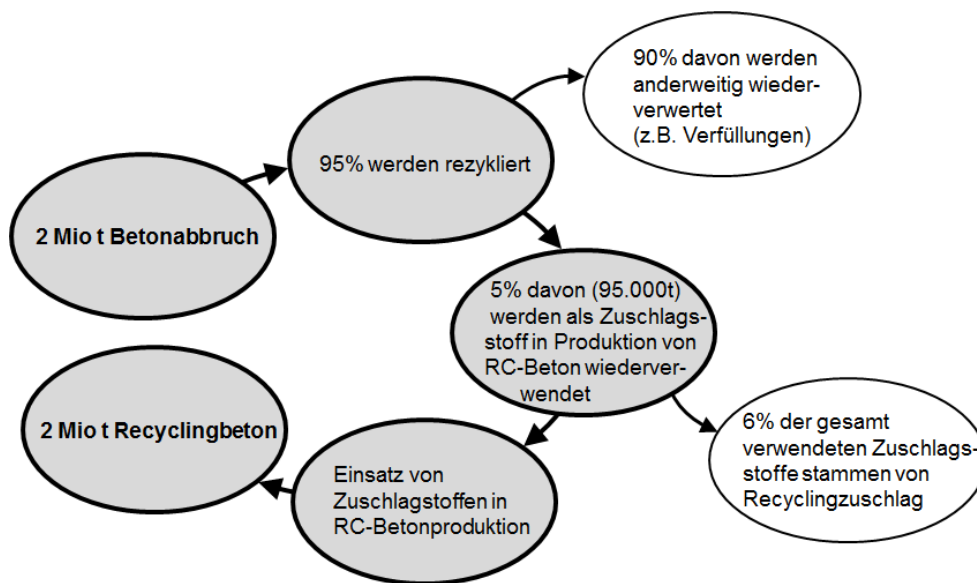 90% davon werden
anderweitig wieder-
verwertet
(z.B. Verfüllungen)
95% werden rezykliert
2 Mio t Betonabbruch
5% davon (95.000t)
werden als Zuschlags-
stoff in Produktion von
RC-Beton wiederver-
wendet
2 Mio t Recyclingbeton
6% der gesamt
verwendeten Zuschlags-
stoffe stammen von
Recyclingzuschlag
Einsatz von
Zuschlagstoffen in
RC-Betonproduktion